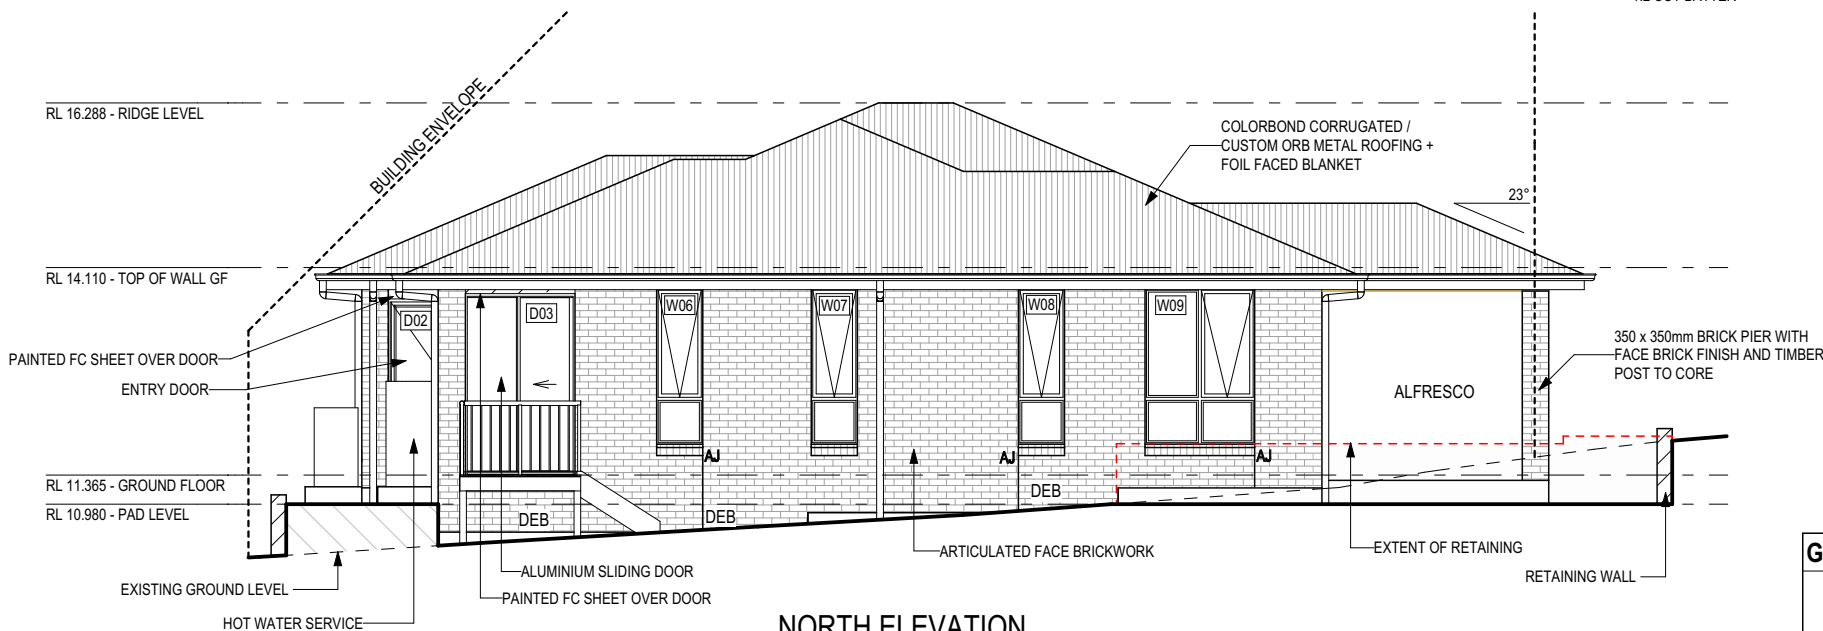 RL 16.288 - RIDGE LEVEL
BUILDING ENVELOPE
COLORBOND CORRUGATED /
CUSTOM ORB METAL ROOFING +
FOIL FACED BLANKET
23°
RL 14.110 - TOP OF WALL GF
D02
D03
W06
W07
W08
W09
PAINTED FC SHEET OVER DOOR
ENTRY DOOR
350 x 350mm BRICK PIER WITH
FACE BRICK FINISH AND TIMBER
POST TO CORE
ALFRESCO
AJ
AJ
AJ
RL 11.365 - GROUND FLOOR
RL 10.980 - PAD LEVEL
DEB
DEB
DEB
ARTICULATED FACE BRICKWORK
EXTENT OF RETAINING
RETAINING WALL
EXISTING GROUND LEVEL
ALUMINIUM SLIDING DOOR
PAINTED FC SHEET OVER DOOR
HOT WATER SERVICE
NORTH ELEVATION
G